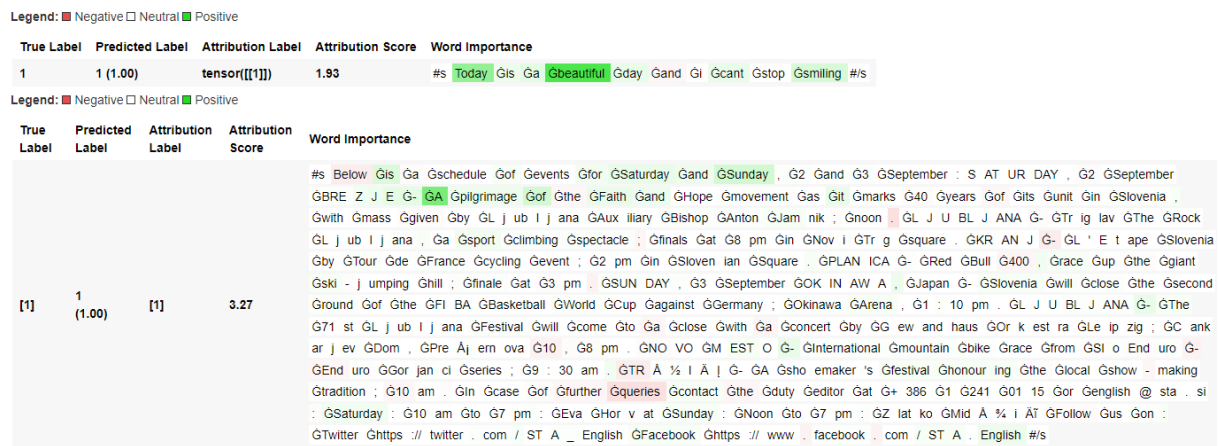 Legend: Negative Neutral Positive
True Label Predicted Label Attribution Label Attribution Score Word Importance
1 1 (1.00) tensor([[1]]) 1.93 #s Today Ġis Ġa Ġbeautiful Ġday Ġand Ġi Ġcant Ġstop Ġsmiling #/s
Legend: Negative Neutral Positive
True Label Predicted Label Attribution Label Attribution Score Word Importance
#s Below Ġis Ġa Ġschedule Ġof Ġevents Ġfor ĠSaturday Ġand ĠSunday , Ġ2 Ġand Ġ3 ĠSeptember : S AT UR DAY , Ġ2 ĠSeptember
ĠBRE Z J E Ġ- ĠA Ġpilgrimage Ġof Ġthe ĠFaith Ġand ĠHope Ġmovement Ġas Ġit Ġmarks Ġ40 Ġyears Ġof Ġits Ġunit Ġin ĠSlovenia ,
Ġwith Ġmass Ġgiven Ġby ĠL j ub l j ana ĠAux iliary ĠBishop ĠAnton ĠJam nik ; Ġnoon . ĠL J U BL J ANA Ġ- ĠTr ig lav ĠThe ĠRock
ĠL j ub l j ana , Ġa Ġsport Ġclimbing Ġspectacle ; Ġfinals Ġat Ġ8 pm Ġin ĠNov i ĠTr g Ġsquare . ĠKR AN J Ġ- ĠL ' E t ape ĠSlovenia
Ġby ĠTour Ġde ĠFrance Ġcycling Ġevent ; Ġ2 pm Ġin ĠSloven ian ĠSquare . ĠPLAN ICA Ġ- ĠRed ĠBull Ġ400 , Ġrace Ġup Ġthe Ġgiant
Ġski - j umping Ġhill ; Ġfinale Ġat Ġ3 pm . ĠSUN DAY , Ġ3 ĠSeptember ĠOK IN AW A , ĠJapan Ġ- ĠSlovenia Ġwill Ġclose Ġthe Ġsecond
[1] 1 (1.00) [1] 3.27 Ġround Ġof Ġthe ĠFI BA ĠBasketball ĠWorld ĠCup Ġagainst ĠGermany ; ĠOkinawa ĠArena , Ġ1 : 10 pm . ĠL J U BL J ANA Ġ- ĠThe
Ġ71 st ĠL j ub l j ana ĠFestival Ġwill Ġcome Ġto Ġa Ġclose Ġwith Ġa Ġconcert Ġby ĠG ew and haus ĠOr k est ra ĠLe ip zig ; ĠC ank
ar j ev ĠDom , ĠPre Å¡ ern ova Ġ10 , Ġ8 pm . ĠNO VO ĠM EST O Ġ- ĠInternational Ġmountain Ġbike Ġrace Ġfrom ĠSl o End uro Ġ-
ĠEnd uro ĠGor jan ci Ġseries ; Ġ9 : 30 am . ĠTR Å ½ I Ä Į Ġ- ĠA Ġsho emaker 's Ġfestival Ġhonour ing Ġthe Ġlocal Ġshow - making
Ġtradition ; Ġ10 am . ĠIn Ġcase Ġof Ġfurther Ġqueries Ġcontact Ġthe Ġduty Ġeditor Ġat Ġ+ 386 Ġ1 Ġ241 Ġ01 15 Ġor Ġenglish @ sta . si
: ĠSaturday : Ġ10 am Ġto Ġ7 pm : ĠEva ĠHor v at ĠSunday : ĠNoon Ġto Ġ7 pm : ĠZ lat ko ĠMid Å ¾ i Äĩ ĠFollow Ġus Ġon :
ĠTwitter Ġhttps :// twitter . com / ST A _ English ĠFacebook Ġhttps :// www . facebook . com / ST A . English #/s